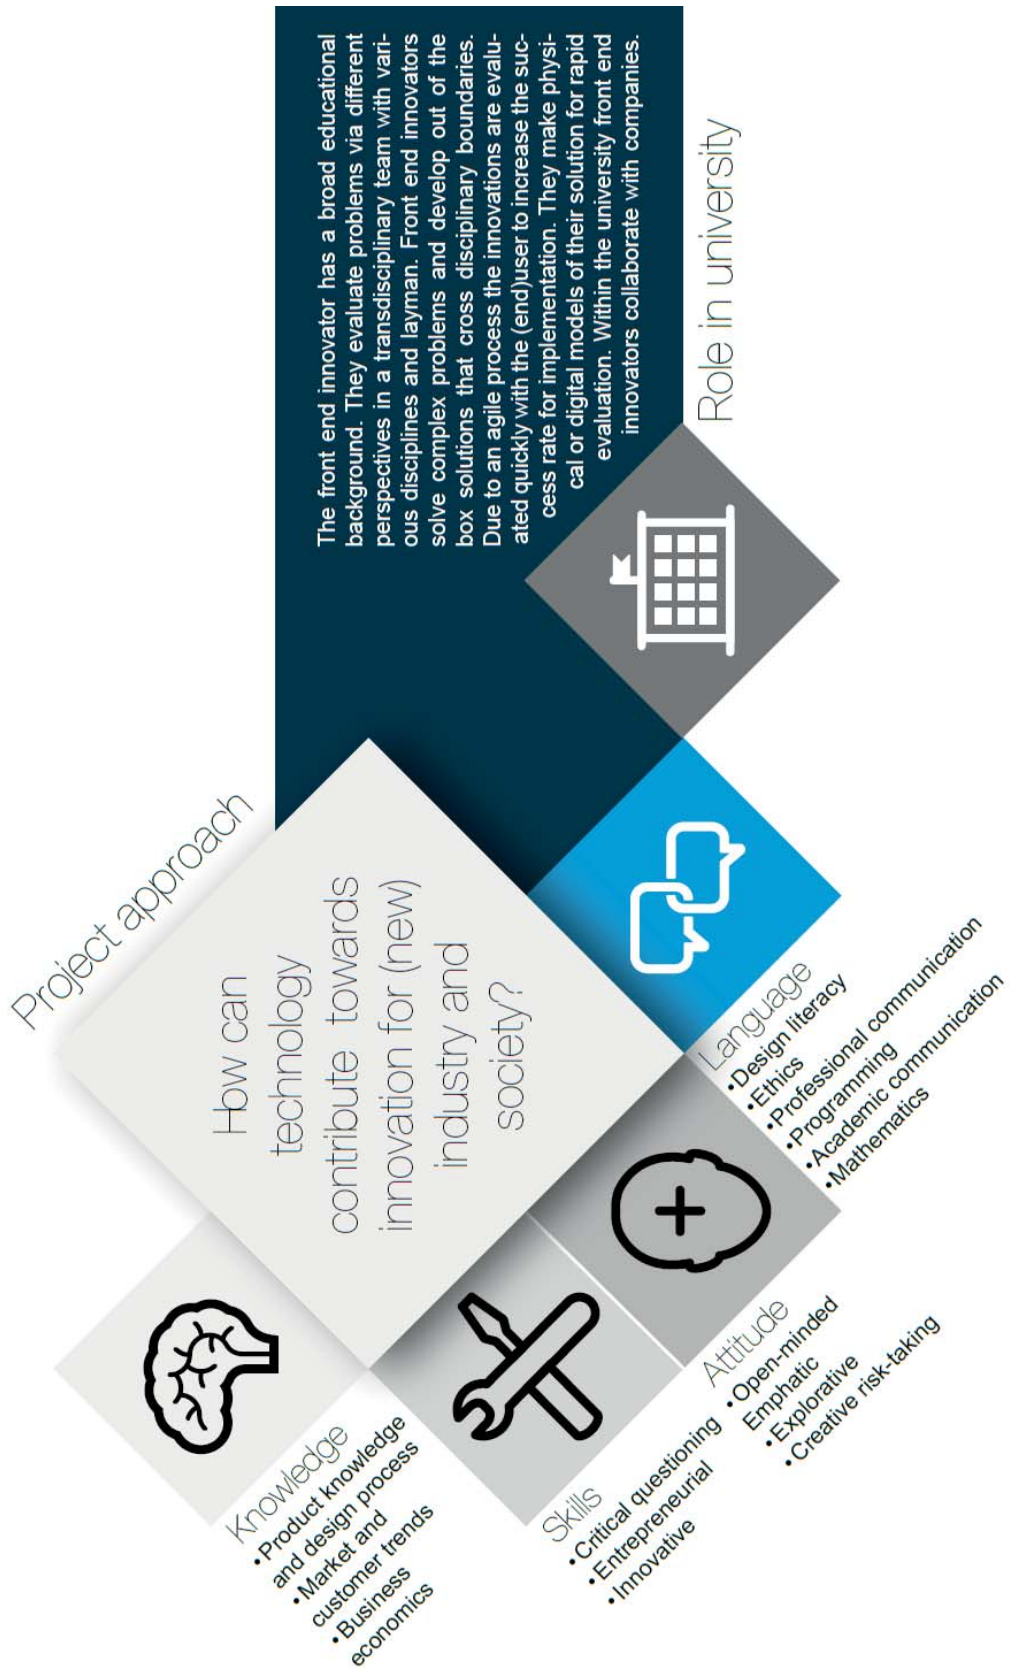 Project approach
How can
technology
contribute towards
innovation for (new)
industry and
society?
The front end innovator has a broad educational
background. They evaluate problems via different
perspectives in a transdisciplinary team with vari-
ous disciplines and layman. Front end innovators
solve complex problems and develop out of the
box solutions that cross disciplinary boundaries.
Due to an agile process the innovations are evalu-
ated quickly with the (end)user to increase the suc-
cess rate for implementation. They make physi-
cal or digital models of their solution for rapid
evaluation. Within the university front end
innovators collaborate with companies.
Knowledge
•Product knowledge
and design process
•Market and
customer trends
•Business
economics
Skills
•Critical questioning
•Entrepreneurial
•Innovative
Attitude
•Open-minded
Emphatic
•Explorative
•Creative risk-taking
Language
•Design literacy
•Ethics
•Professional communication
•Programming
•Academic communication
•Mathematics
Role in university